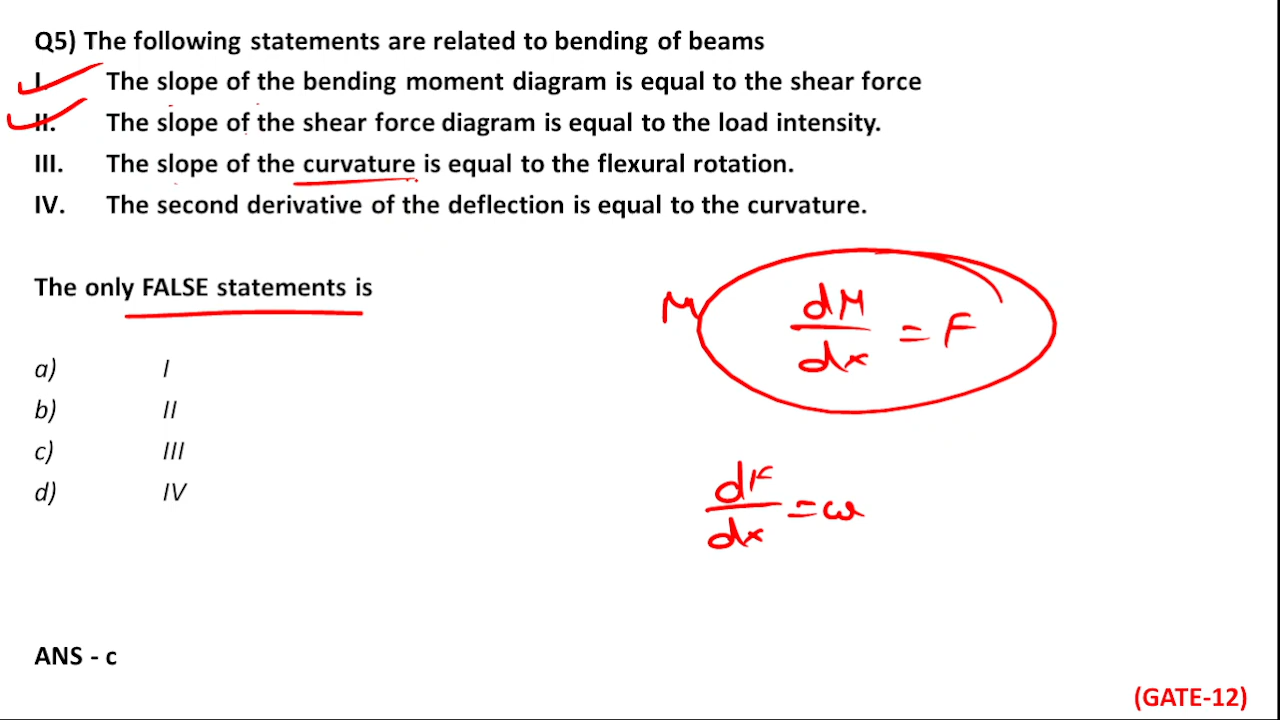 Q5) The following statements are related to bending of beams
I. The slope of the bending moment diagram is equal to the shear force
II. The slope of the shear force diagram is equal to the load intensity.
III. The slope of the curvature is equal to the flexural rotation.
IV. The second derivative of the deflection is equal to the curvature.
The only FALSE statements is
M
dM/dx = F
a) I
b) II
c) III
d) IV
dF/dx = ω
ANS - c
(GATE-12)